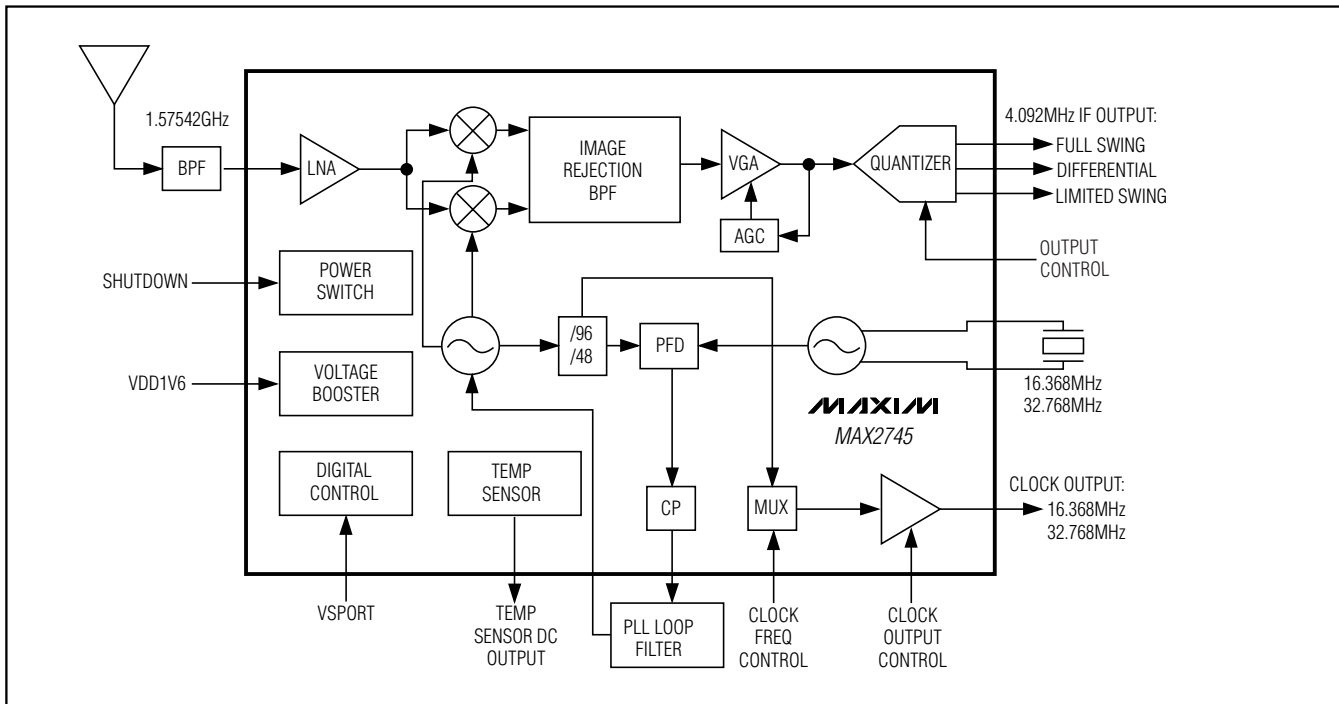 1.57542GHz
BPF
LNA
IMAGE
REJECTION
BPF
VGA
AGC
QUANTIZER
4.092MHz IF OUTPUT:
FULL SWING
DIFFERENTIAL
LIMITED SWING
OUTPUT
CONTROL
SHUTDOWN
POWER
SWITCH
/96
/48
PFD
16.368MHz
32.768MHz
VDD1V6
VOLTAGE
BOOSTER
MAXIM
MAX2745
DIGITAL
CONTROL
TEMP
SENSOR
CP
MUX
CLOCK OUTPUT:
16.368MHz
32.768MHz
VSPORT
TEMP
SENSOR DC
OUTPUT
PLL LOOP
FILTER
CLOCK
FREQ
CONTROL
CLOCK
OUTPUT
CONTROL